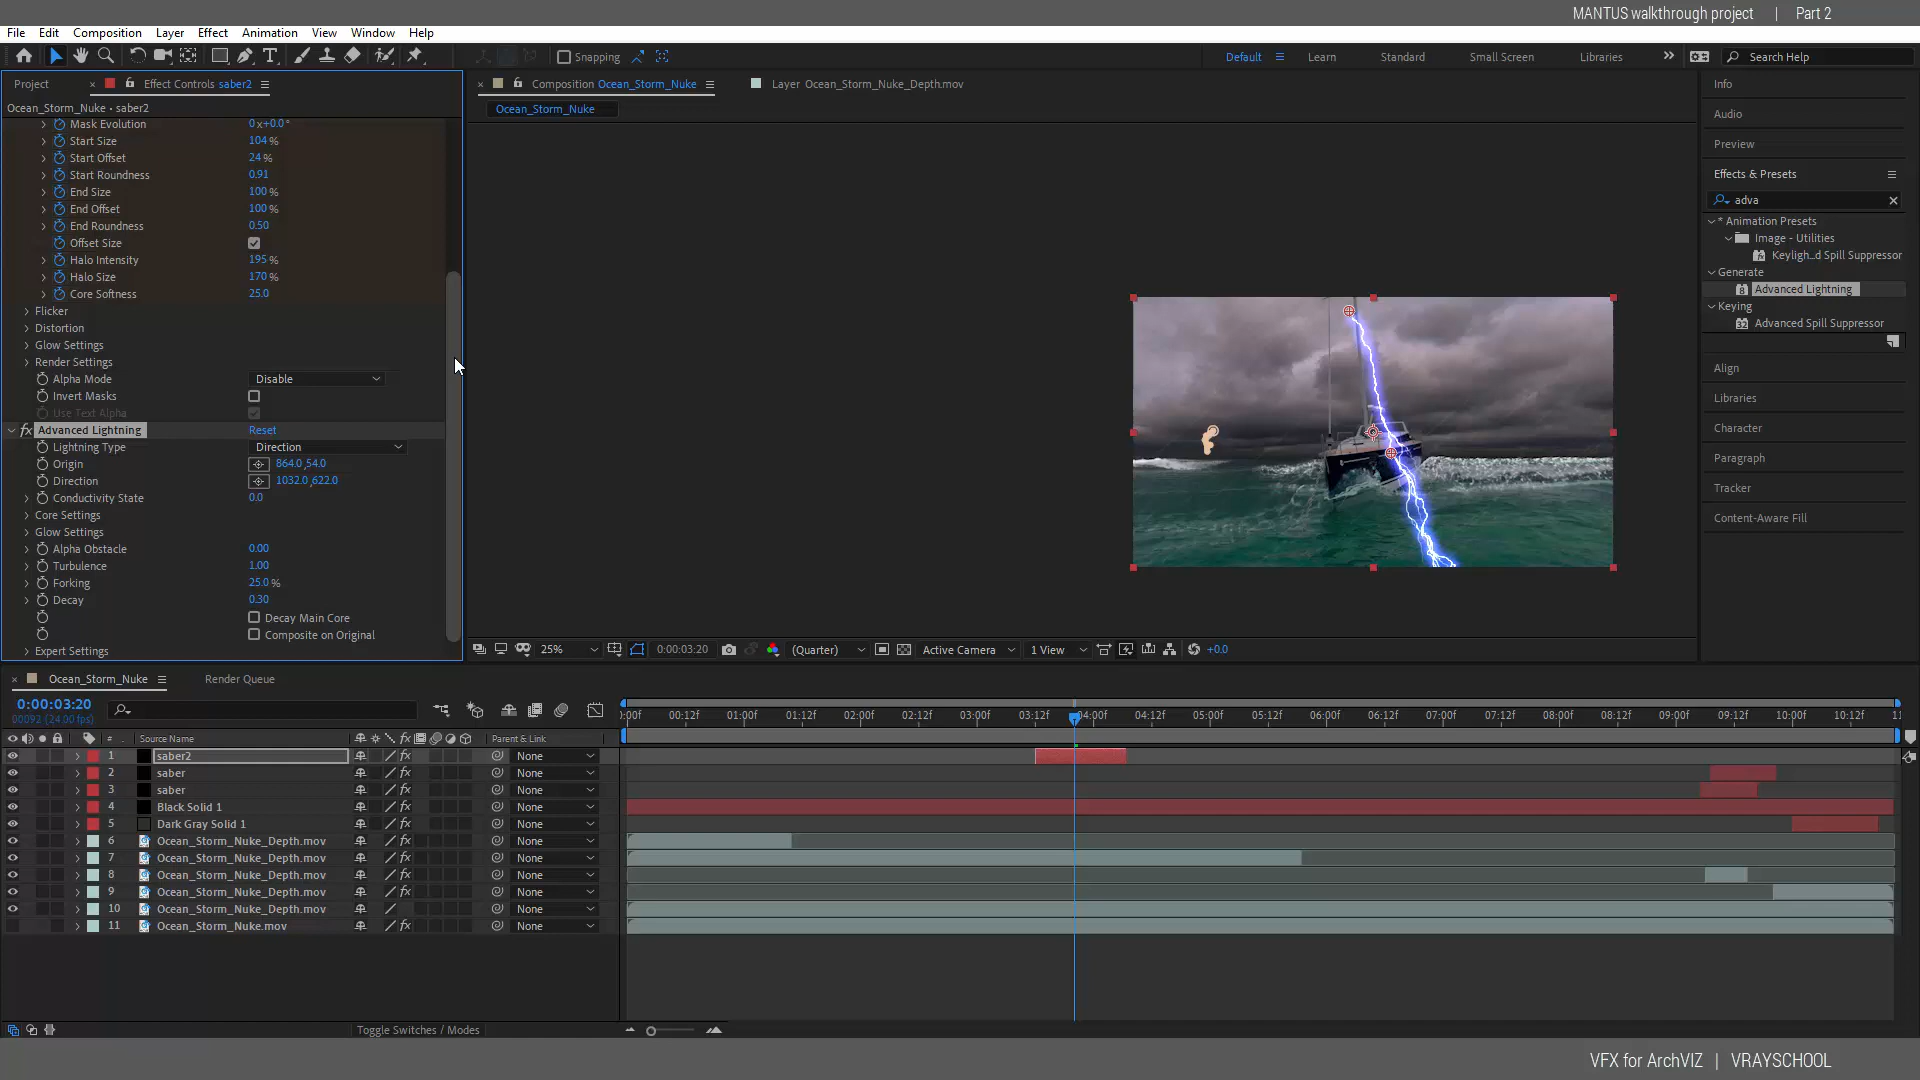 MANTUS walkthrough project | Part 2
File Edit Composition Layer Effect Animation View Window Help
Snapping Default Learn Standard Small Screen Libraries Search Help
Project Effect Controls saber2
Ocean_Storm_Nuke • saber2
Mask Evolution 0x+0.0°
Start Size 104%
Start Offset 24%
Start Roundness 0.91
End Size 100%
End Offset 100%
End Roundness 0.50
Offset Size
Halo Intensity 195%
Halo Size 170%
Core Softness 25.0
Flicker
Distortion
Glow Settings
Render Settings
Alpha Mode Disable
Invert Masks
Use Text Alpha
fx Advanced Lightning Reset
Lightning Type Direction
Origin 864.0,54.0
Direction 1032.0,622.0
Conductivity State 0.0
Core Settings
Glow Settings
Alpha Obstacle 0.00
Turbulence 1.00
Forking 25.0%
Decay 0.30
Decay Main Core
Composite on Original
Expert Settings
Composition Ocean_Storm_Nuke Layer Ocean_Storm_Nuke_Depth.mov
Ocean_Storm_Nuke
25% 0:00:03:20 (Quarter) Active Camera 1 View +0.0
Info
Audio
Preview
Effects & Presets
adva
* Animation Presets
Image - Utilities
Keyligh...d Spill Suppressor
Generate
Advanced Lightning
Keying
Advanced Spill Suppressor
Align
Libraries
Character
Paragraph
Tracker
Content-Aware Fill
Ocean_Storm_Nuke Render Queue
0:00:03:20
00092 (24.00 fps)
:00f 00:12f 01:00f 01:12f 02:00f 02:12f 03:00f 03:12f 04:00f 04:12f 05:00f 05:12f 06:00f 06:12f 07:00f 07:12f 08:00f 08:12f 09:00f 09:12f 10:00f 10:12f 11
# Source Name fx Parent & Link
1 saber2 fx None
2 saber fx None
3 saber fx None
4 Black Solid 1 fx None
5 Dark Gray Solid 1 fx None
6 Ocean_Storm_Nuke_Depth.mov fx None
7 Ocean_Storm_Nuke_Depth.mov fx None
8 Ocean_Storm_Nuke_Depth.mov fx None
9 Ocean_Storm_Nuke_Depth.mov fx None
10 Ocean_Storm_Nuke_Depth.mov None
11 Ocean_Storm_Nuke.mov fx None
Toggle Switches / Modes
VFX for ArchVIZ | VRAYSCHOOL